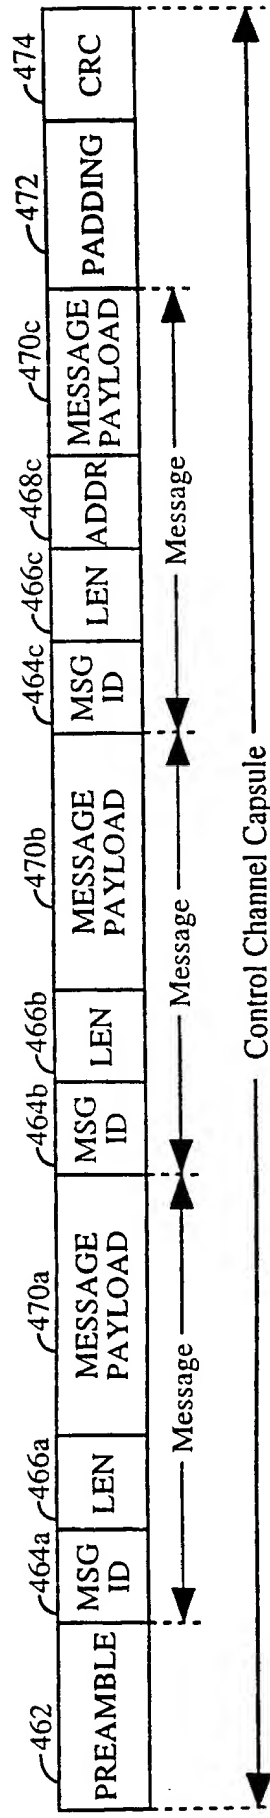 462 464a 466a 470a 464b 466b 470b 464c 466c 468c 470c 472 474
PREAMBLE
MSG
ID
LEN
MESSAGE
PAYLOAD
MSG
ID
LEN
MESSAGE
PAYLOAD
MSG
ID
LEN
ADDR
MESSAGE
PAYLOAD
PADDING
CRC
Message
Message
Message
Control Channel Capsule